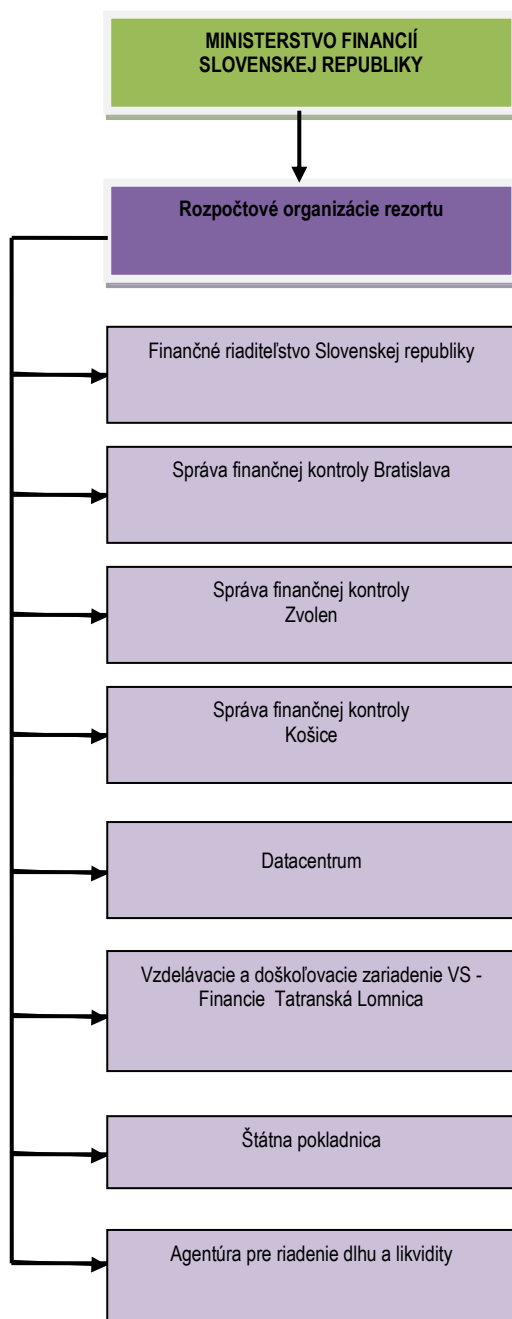 MINISTERSTVO FINANCIÍ
SLOVENSKEJ REPUBLIKY
Rozpočtové organizácie rezortu
Finančné riaditeľstvo Slovenskej republiky
Správa finančnej kontroly Bratislava
Správa finančnej kontroly
Zvolen
Správa finančnej kontroly
Košice
Datacentrum
Vzdelávacie a doškoľovacie zariadenie VS -
Financie Tatranská Lomnica
Štátna pokladnica
Agentúra pre riadenie dlhu a likvidity